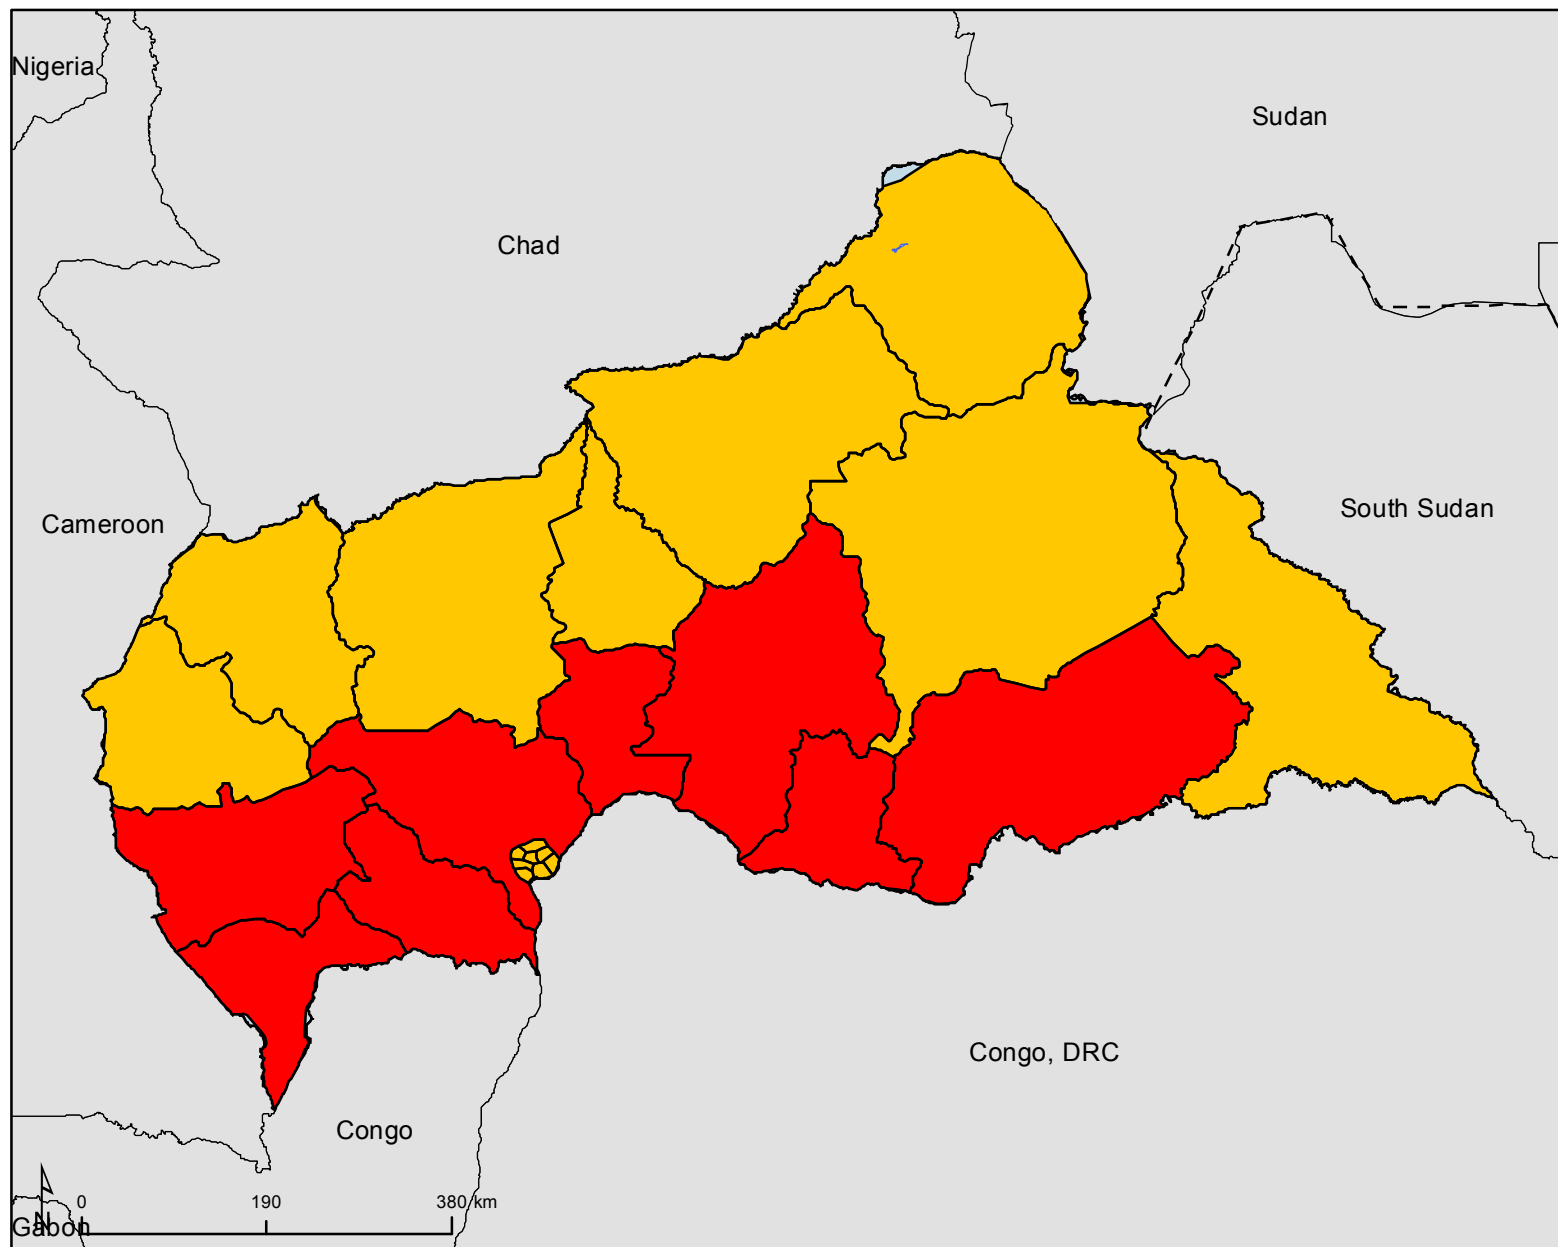 Nigeria
Sudan
Chad
South Sudan
Cameroon
Congo, DRC
Congo
0 190 380 km
N
Gabon